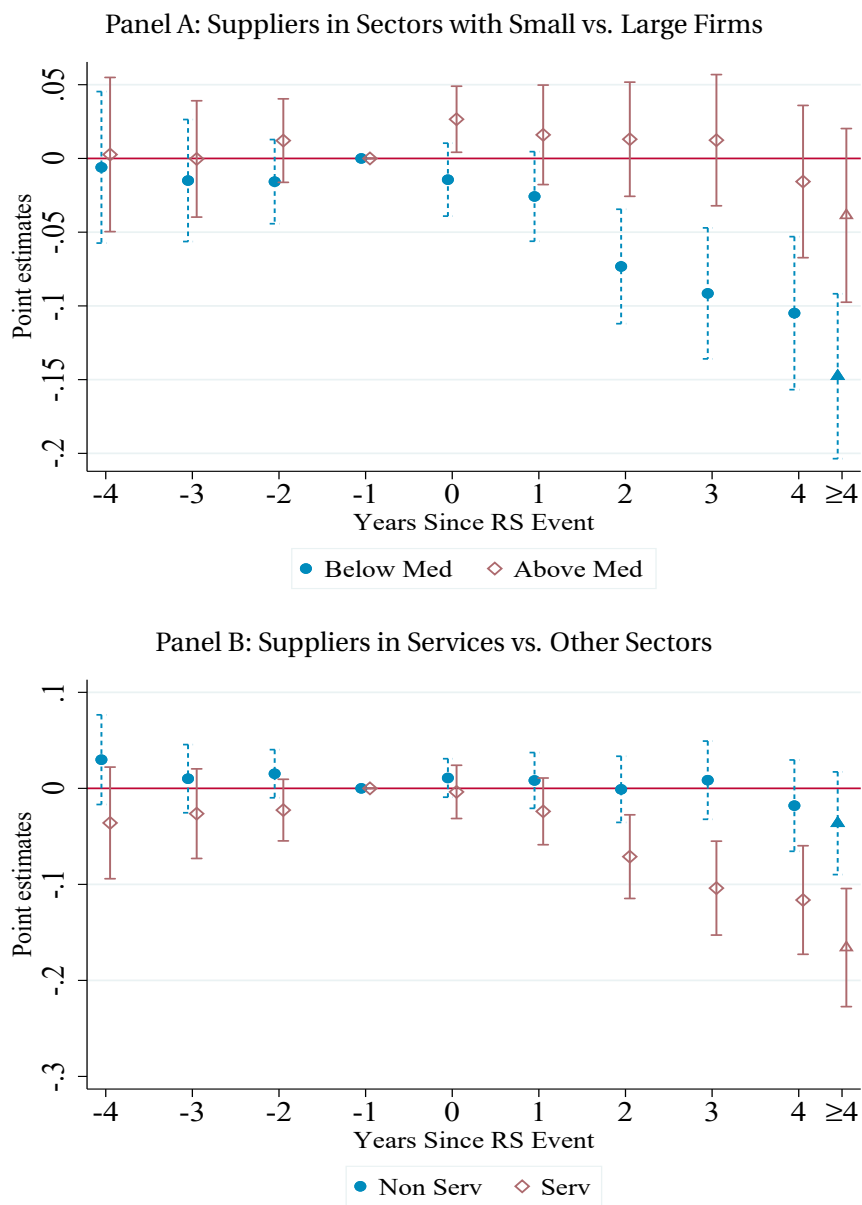 Panel A: Suppliers in Sectors with Small vs. Large Firms
Point estimates
.05
0
-.05
-.1
-.15
-.2
-4 -3 -2 -1 0 1 2 3 4 ≥4
Years Since RS Event
Below Med Above Med
Panel B: Suppliers in Services vs. Other Sectors
Point estimates
.1
0
-.1
-.2
-.3
-4 -3 -2 -1 0 1 2 3 4 ≥4
Years Since RS Event
Non Serv Serv